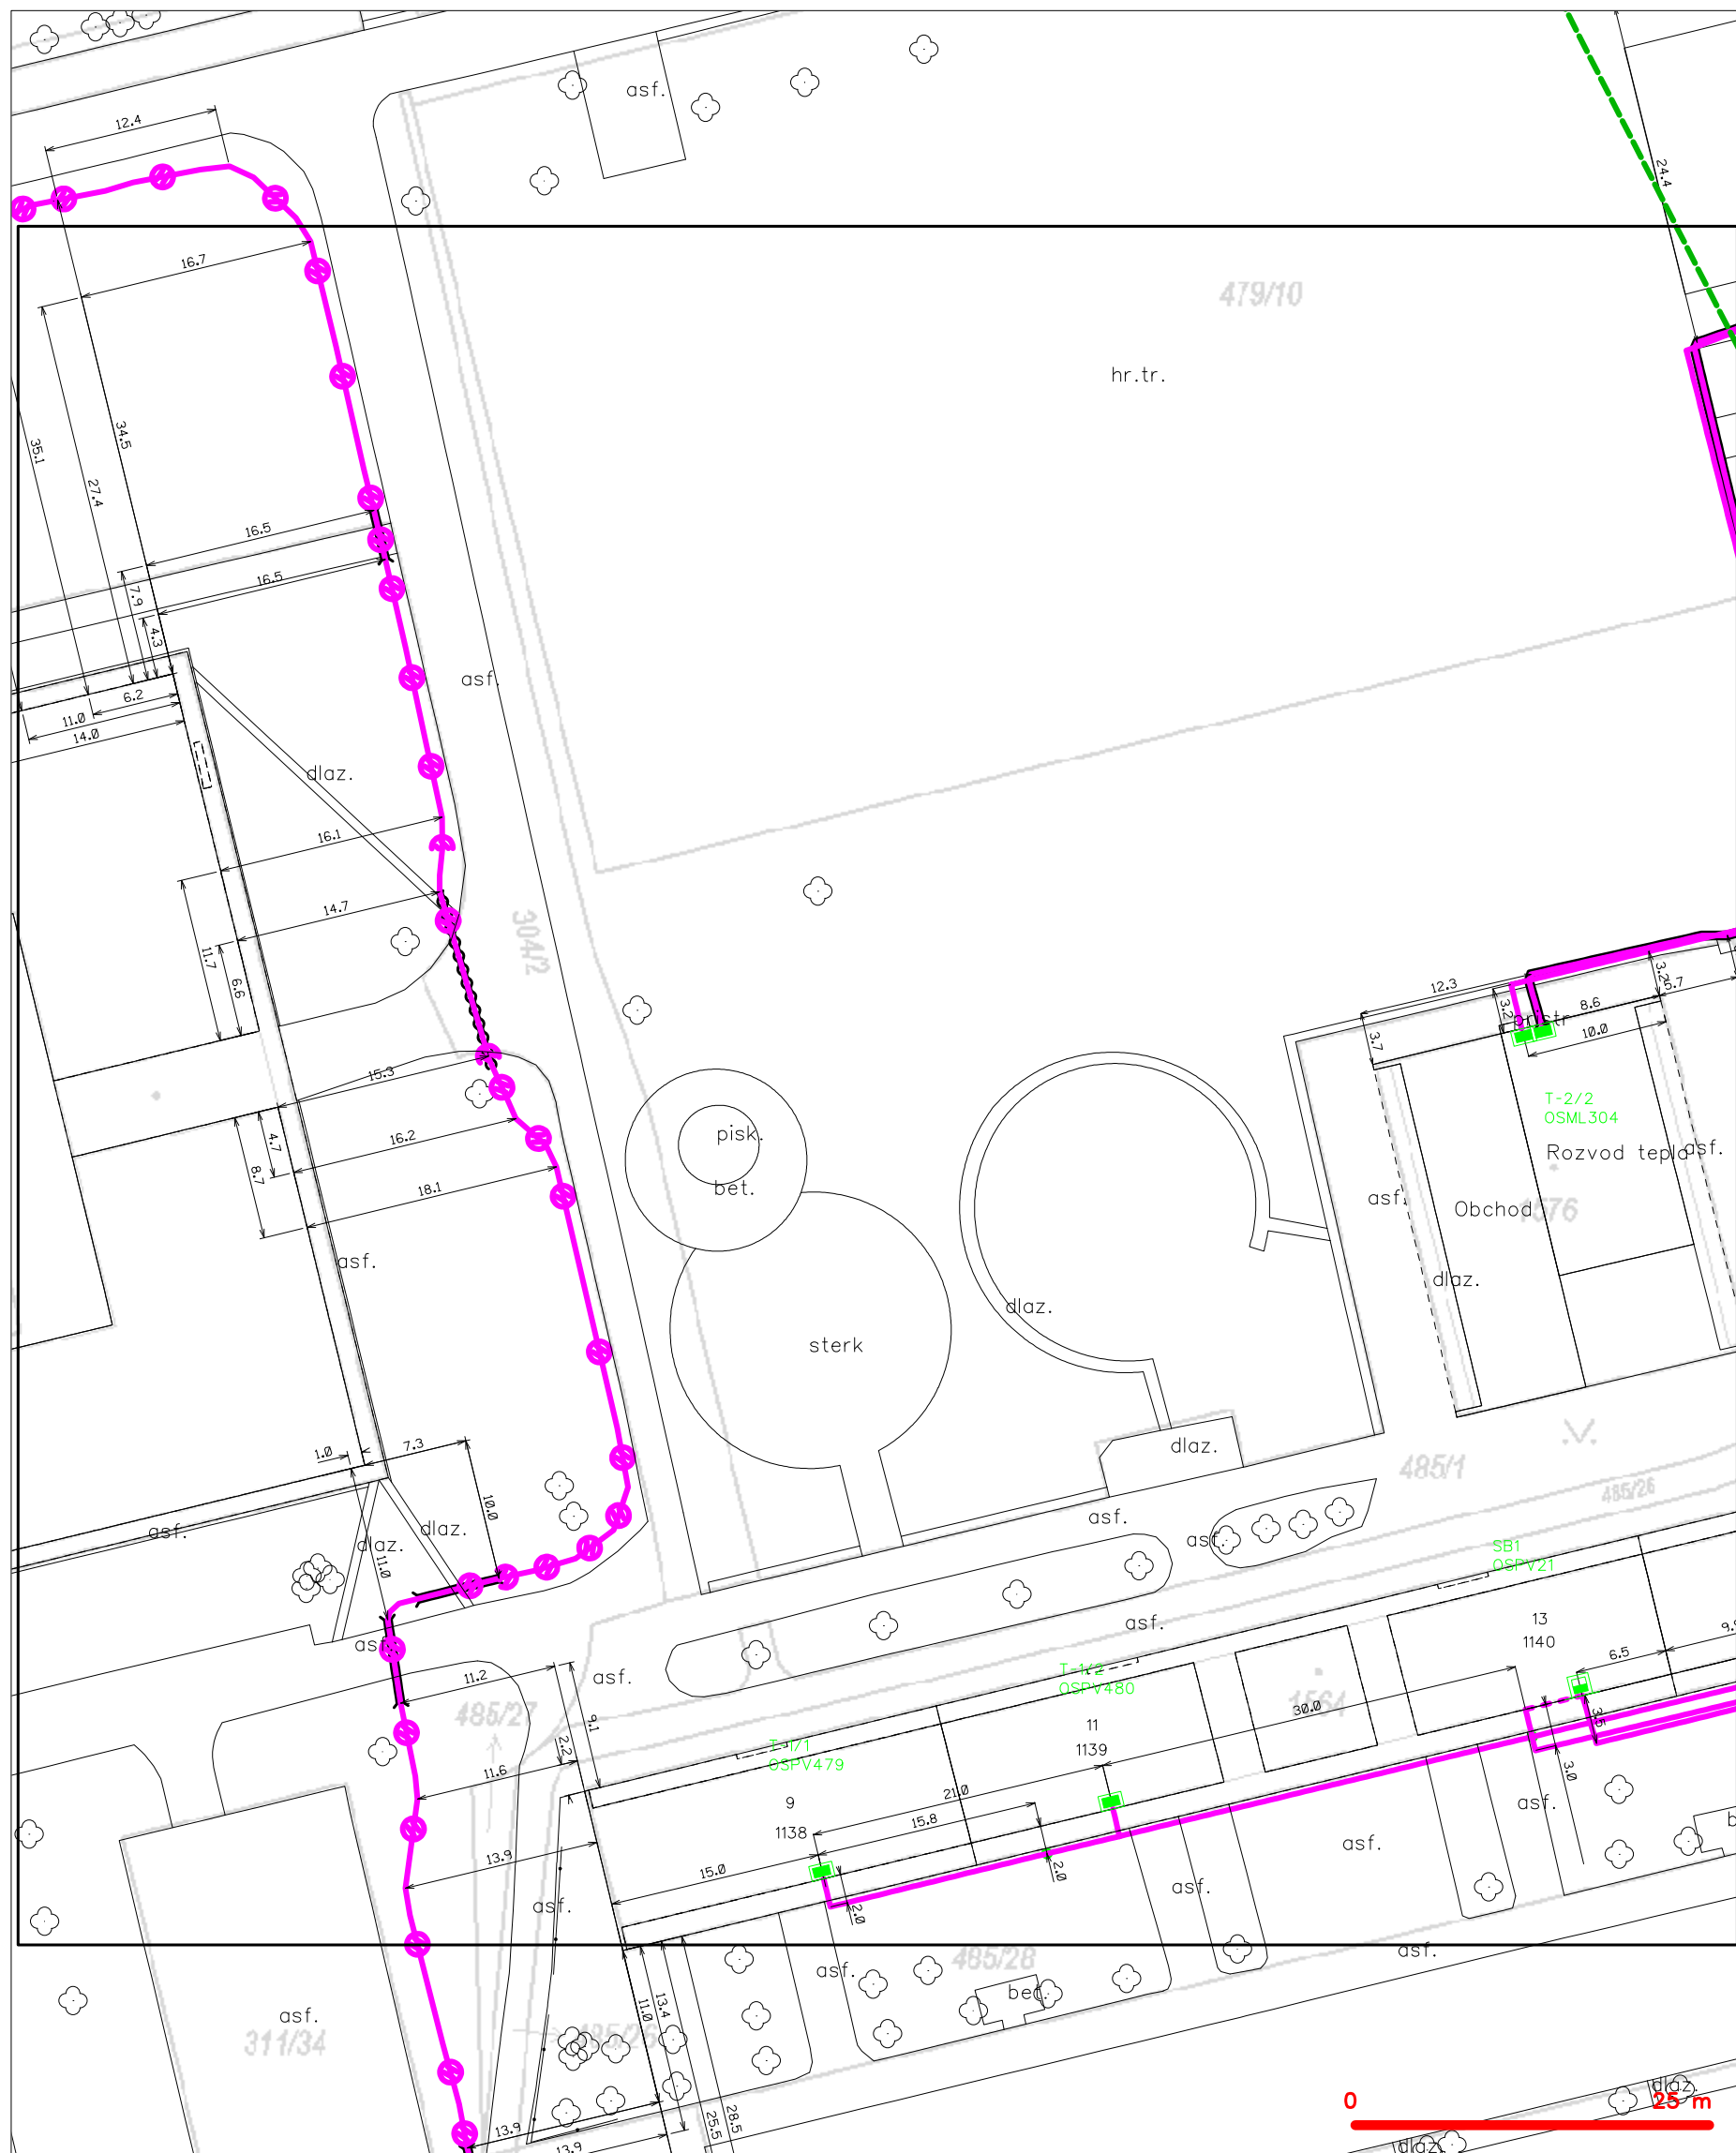 asf.
12.4
24.4
16.7
479/10
hr.tr.
35.1
34.5
27.4
16.5
16.5
7.9
4.3
asf.
6.2
11.0
14.0
dlaz.
16.1
14.7
304/2
11.7
6.6
12.3
3.2
5.7
3.2
8.6
pristr
10.0
3.7
15.3
T-2/2
OSML304
pisk.
4.7
16.2
8.7
Rozvod tepla
asf.
bet.
18.1
asf.
Obchod
1576
asf.
dlaz.
dlaz.
sterk
1.0
7.3
dlaz.
485/1
10.0
485/26
asf.
asf.
dlaz.
dlaz.
asf.
11.0
SB1
OSPV21
asf.
13
1140
asf.
asf.
6.5
11.2
T-1/2
OSPV480
1564
485/27
9.1
30.0
3.5
11
2.2
T-1/1
OSPV479
1139
11.6
3.0
21.0
9
asf.
1138
15.8
asf.
13.9
15.0
2.0
asf.
asf.
2.0
asf.
485/28
asf.
bet.
11.0
13.4
asf.
311/34
485/26
dlaz.
0
25 m
25.5
28.5
13.9
13.9
dlaz.